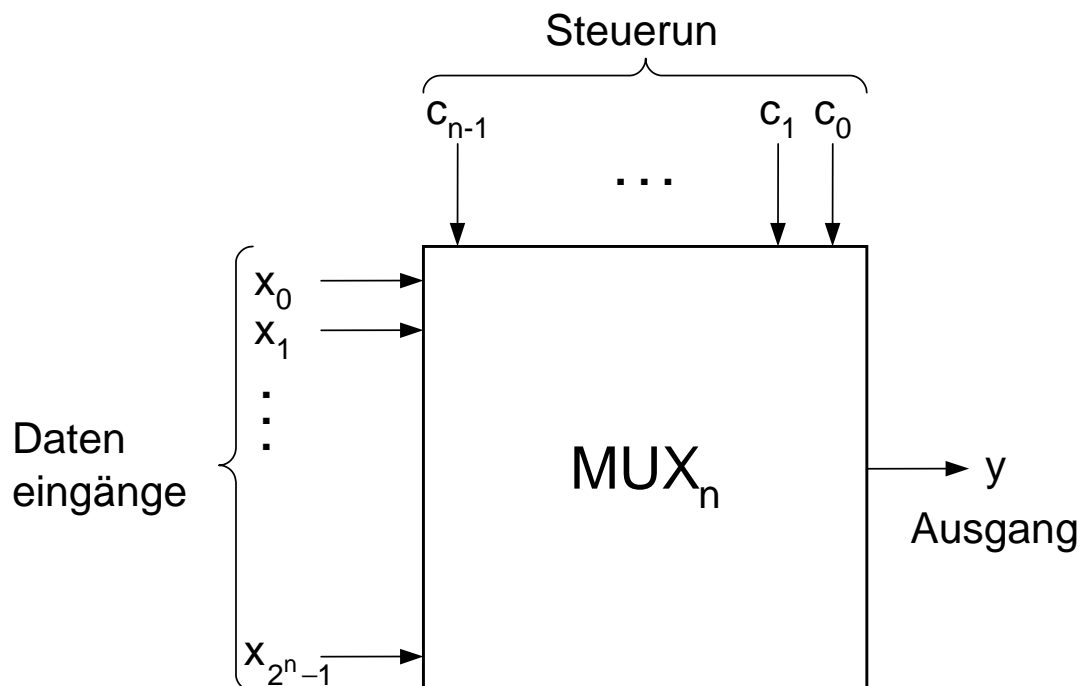 Steuerun
c_{n-1} ... c_1 c_0
x_0
x_1
⋮
Daten
eingänge
MUX_n
y
Ausgang
x_{2^n–1}